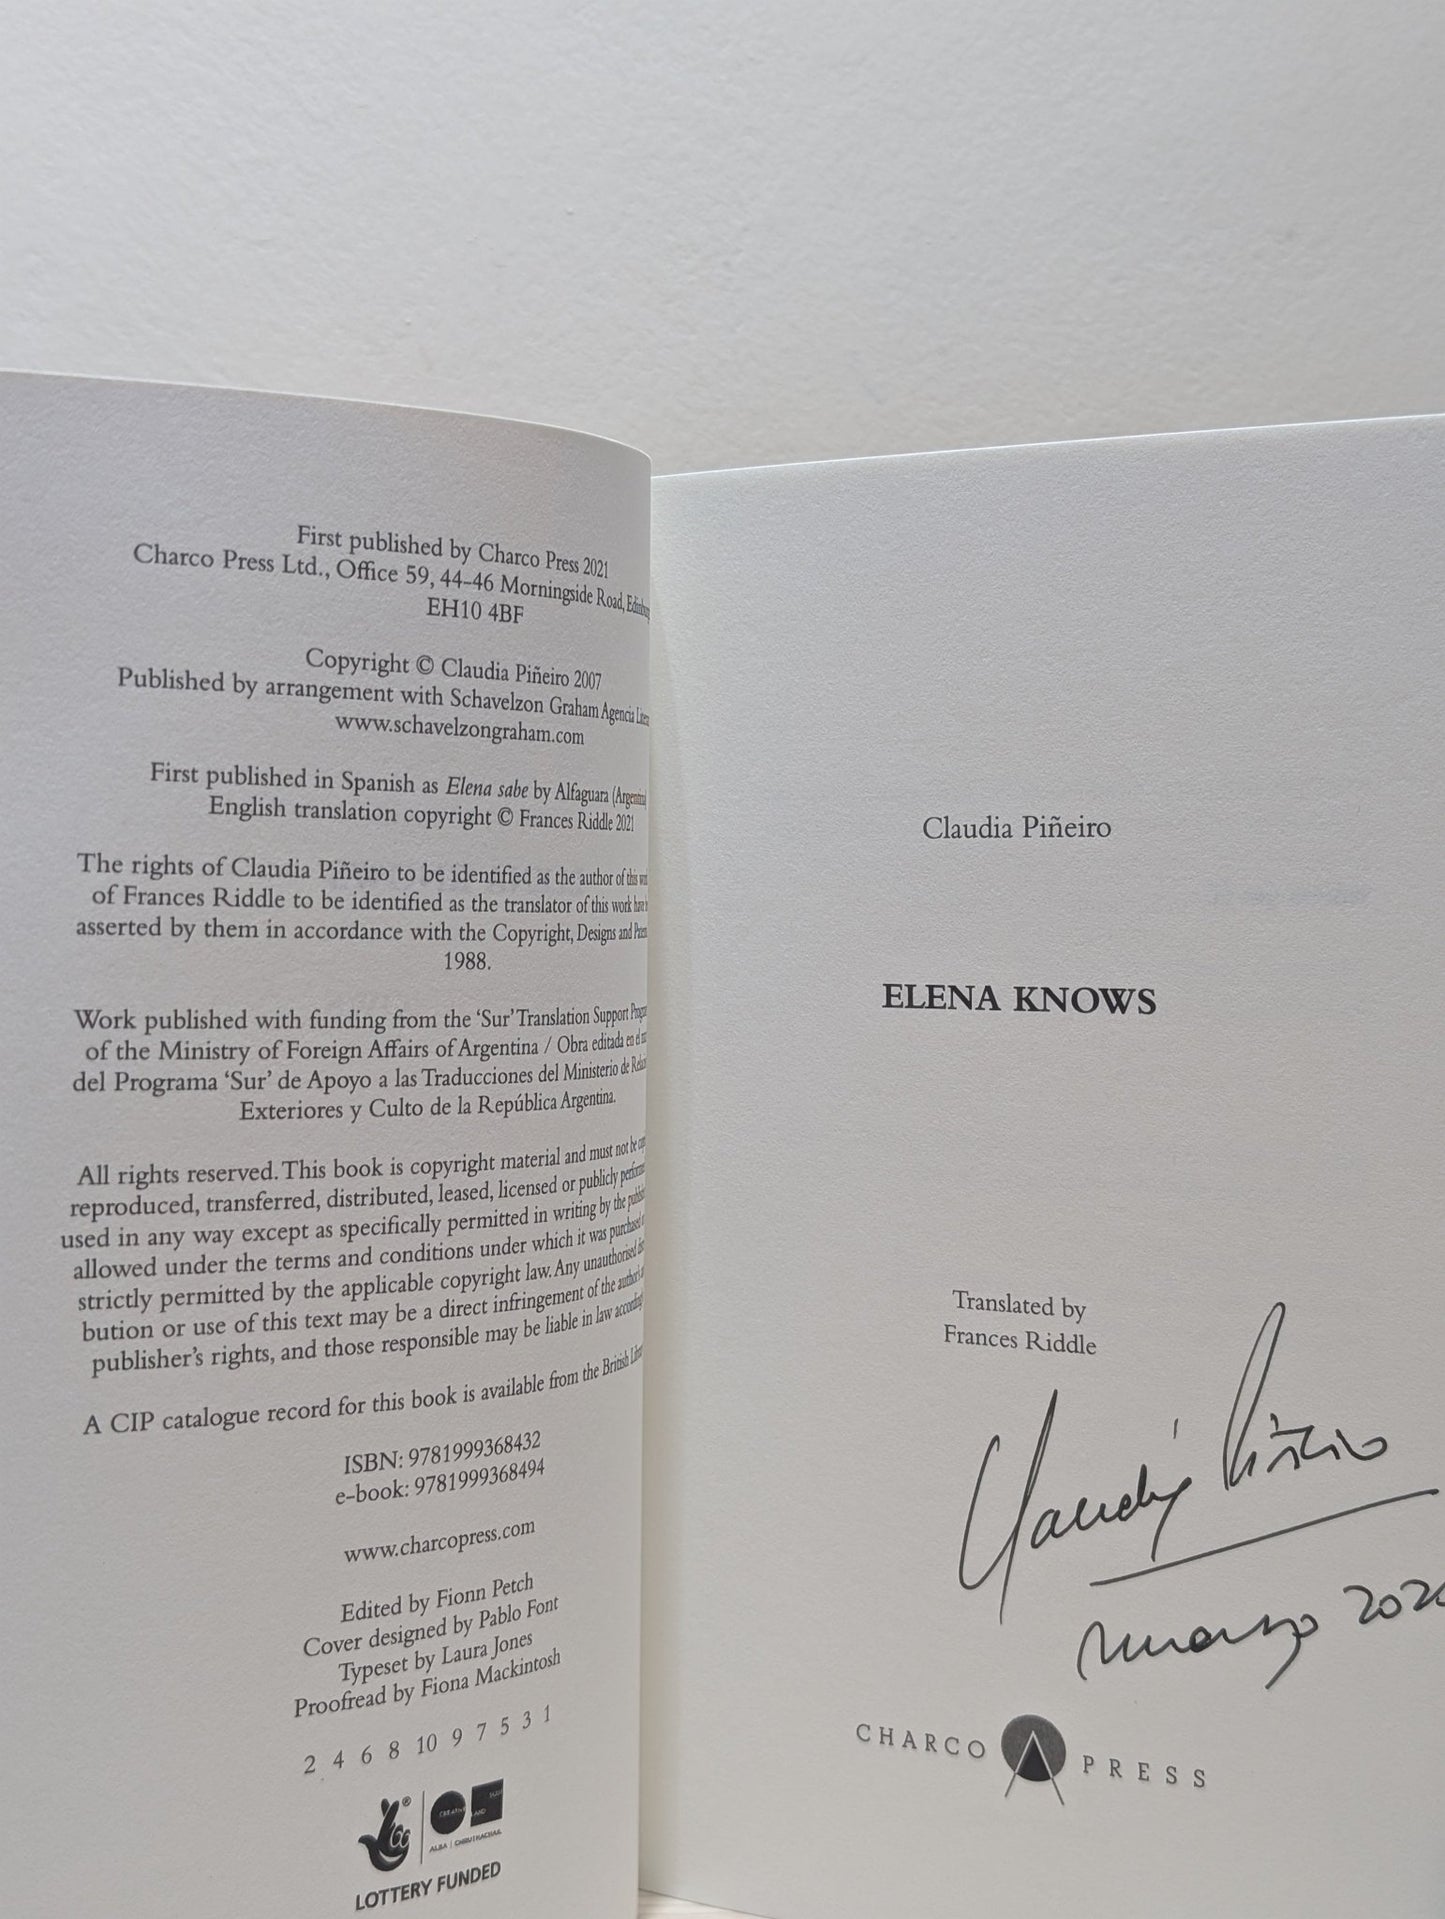 First published by Charco Press 2021
Charco Press Ltd., Office 59, 44-46 Morningside Road,
EH10 4BF
Copyright © Claudia Piñeiro 2007
Published by arrangement with Schavelzon Graham Agencia
www.schavelzongraham.com
First published in Spanish as Elena sabe by Alfaguara
English translation copyright © Frances Riddle 2021
The rights of Claudia Piñeiro to be identified as the author of this
of Frances Riddle to be identified as the translator of this work
asserted by them in accordance with the Copyright, Designs and
1988.
Work published with funding from the 'Sur' Translation Support
of the Ministry of Foreign Affairs of Argentina / Obra editada en el
del Programa 'Sur' de Apoyo a las Traducciones del Ministerio de
Exteriores y Culto de la República Argentina.
All rights reserved. This book is copyright material and must not be
reproduced, transferred, distributed, leased, licensed or publicly
used in any way except as specifically permitted in writing by the
allowed under the terms and conditions under which it was purchased
strictly permitted by the applicable copyright law. Any unauthorised
bution or use of this text may be a direct infringement of the author's
publisher's rights, and those responsible may be liable in law
A CIP catalogue record for this book is available from the British
ISBN: 9781999368432
e-book: 9781999368494
www.charcopress.com
Edited by Fionn Petch
Cover designed by Pablo Font
Typeset by Laura Jones
Proofread by Fiona Mackintosh
2 4 6 8 10 9 7 5 3 1
ALBA | CHRUTHACHAIL
LOTTERY FUNDED
Claudia Piñeiro
ELENA KNOWS
Translated by
Frances Riddle
Claudia Piñeiro
marzo
CHARCO PRESS